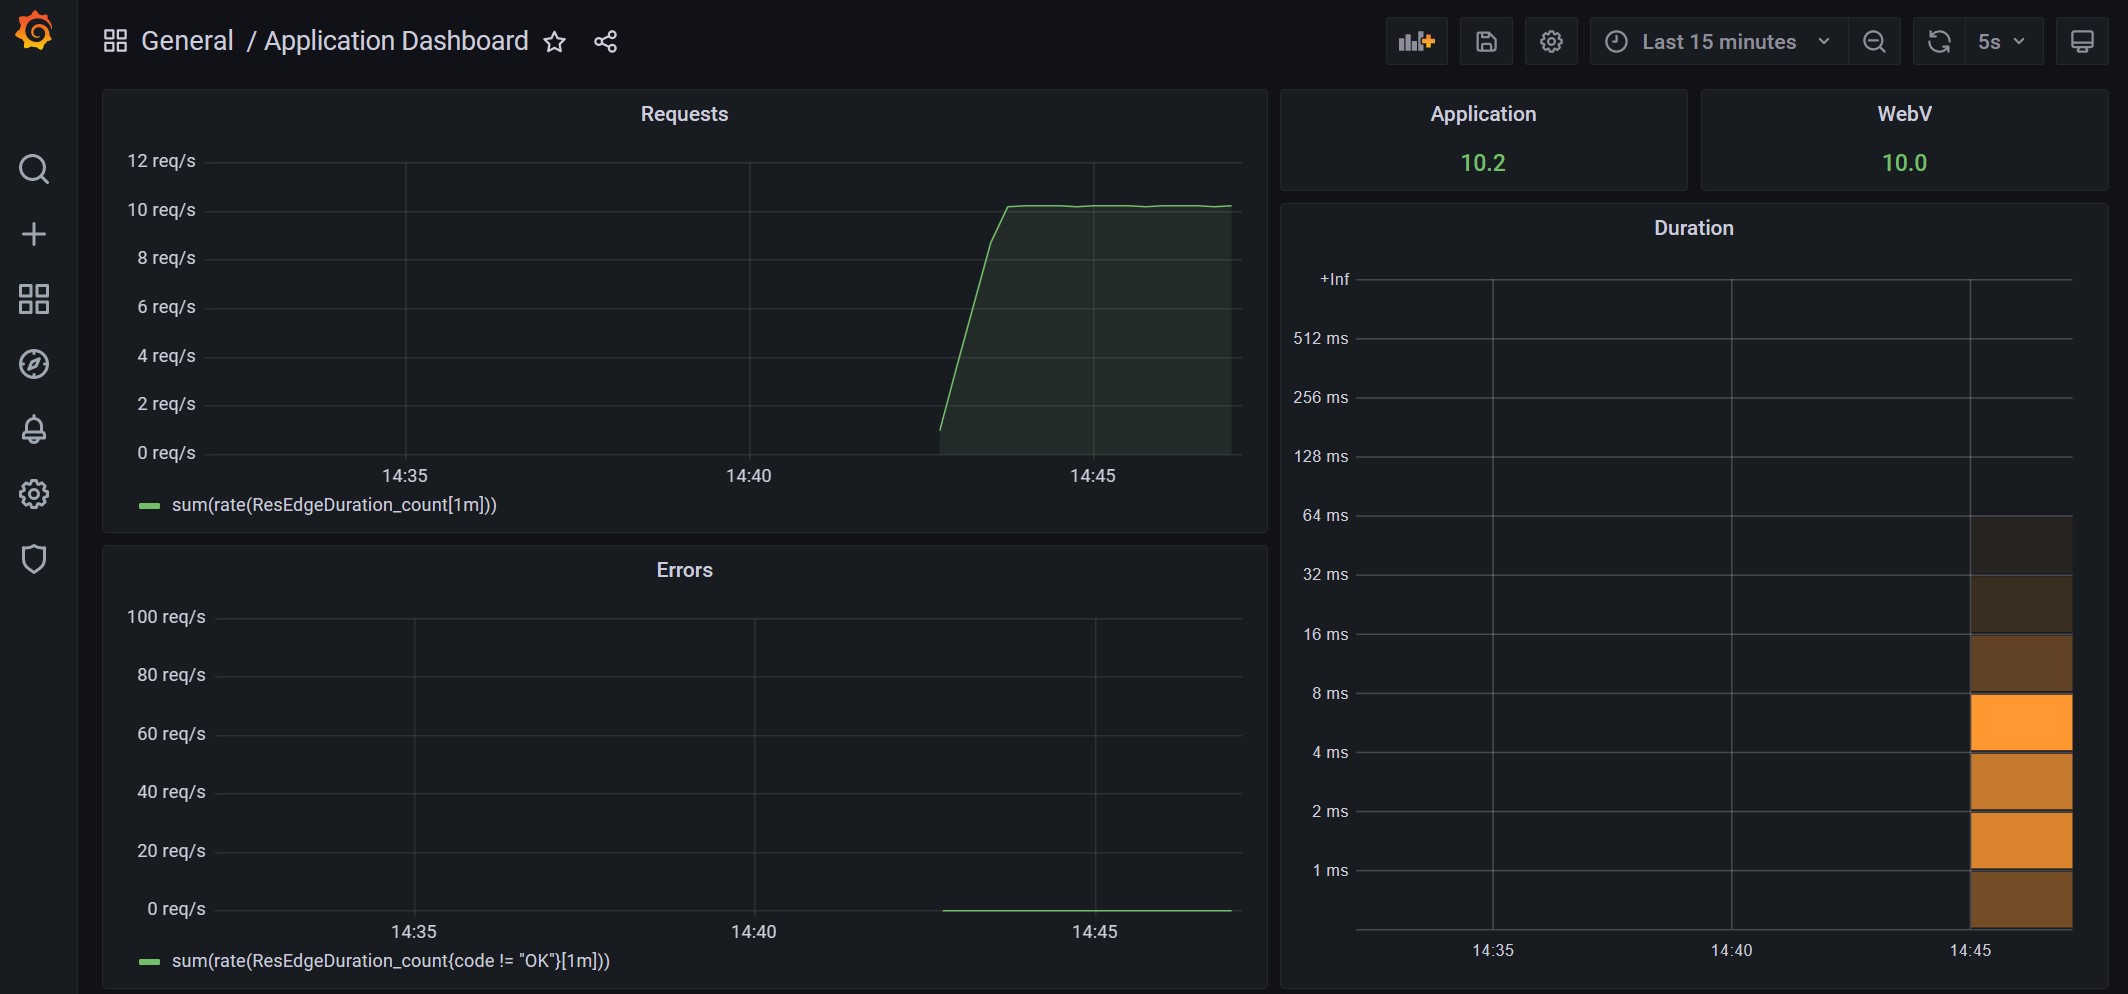 General / Application Dashboard
Last 15 minutes
5s
Requests
12 req/s
10 req/s
8 req/s
6 req/s
4 req/s
2 req/s
0 req/s
14:35 14:40 14:45
sum(rate(ResEdgeDuration_count[1m]))
Errors
100 req/s
80 req/s
60 req/s
40 req/s
20 req/s
0 req/s
14:35 14:40 14:45
sum(rate(ResEdgeDuration_count{code != "OK"}[1m]))
Application
10.2
WebV
10.0
Duration
+Inf
512 ms
256 ms
128 ms
64 ms
32 ms
16 ms
8 ms
4 ms
2 ms
1 ms
14:35 14:40 14:45